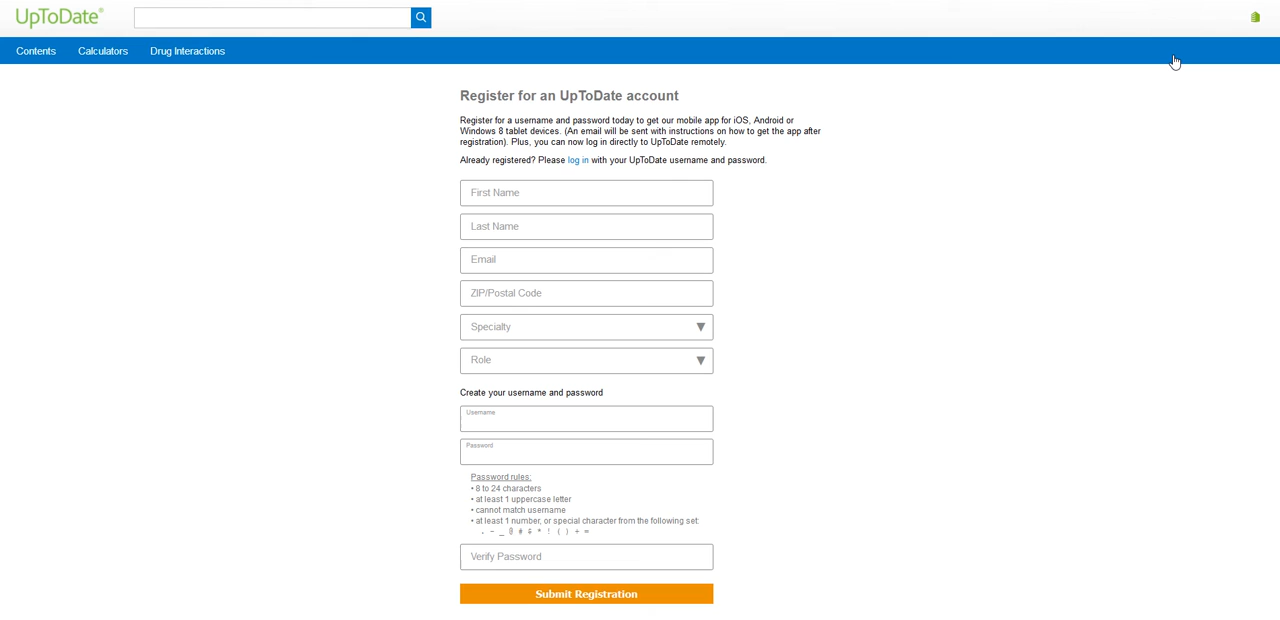 UpToDate®
Contents Calculators Drug Interactions
Register for an UpToDate account
Register for a username and password today to get our mobile app for iOS, Android or
Windows 8 tablet devices. (An email will be sent with instructions on how to get the app after
registration). Plus, you can now log in directly to UpToDate remotely.
Already registered? Please log in with your UpToDate username and password.
First Name
Last Name
Email
ZIP/Postal Code
Specialty
Role
Create your username and password
Username
Password
Password rules:
• 8 to 24 characters
• at least 1 uppercase letter
• cannot match username
• at least 1 number, or special character from the following set:
. - _ @ # $ * ! ( ) + =
Verify Password
Submit Registration